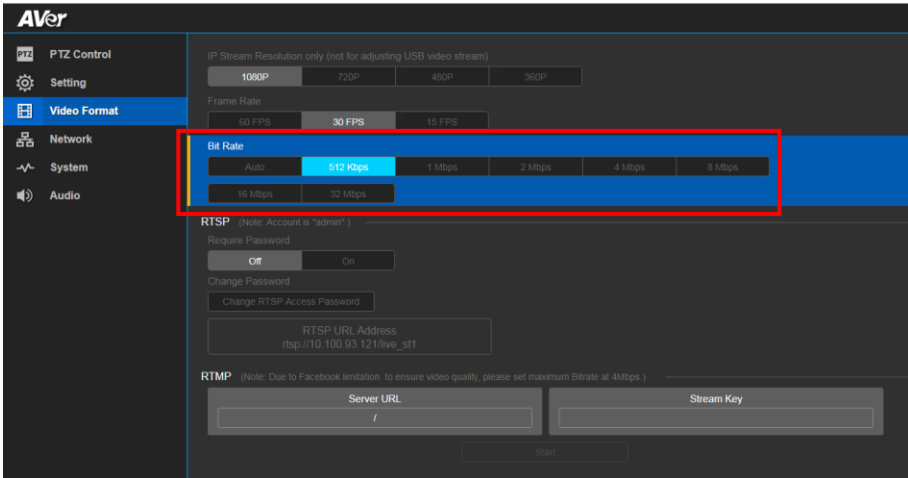 AVer
PTZ PTZ Control
Setting
Video Format
Network
System
Audio
IP Stream Resolution only (not for adjusting USB video stream)
1080P 720P 480P 360P
Frame Rate
60 FPS 30 FPS 15 FPS
Bit Rate
Auto 512 Kbps 1 Mbps 2 Mbps 4 Mbps 8 Mbps
16 Mbps 32 Mbps
RTSP (Note: Account is "admin".)
Require Password
Off On
Change Password
Change RTSP Access Password
RTSP URL Address
rtsp://10.100.93.121/live_st1
RTMP (Note: Due to Facebook limitation. to ensure video quality, please set maximum Bitrate at 4Mbps.)
Server URL Stream Key
/
Start